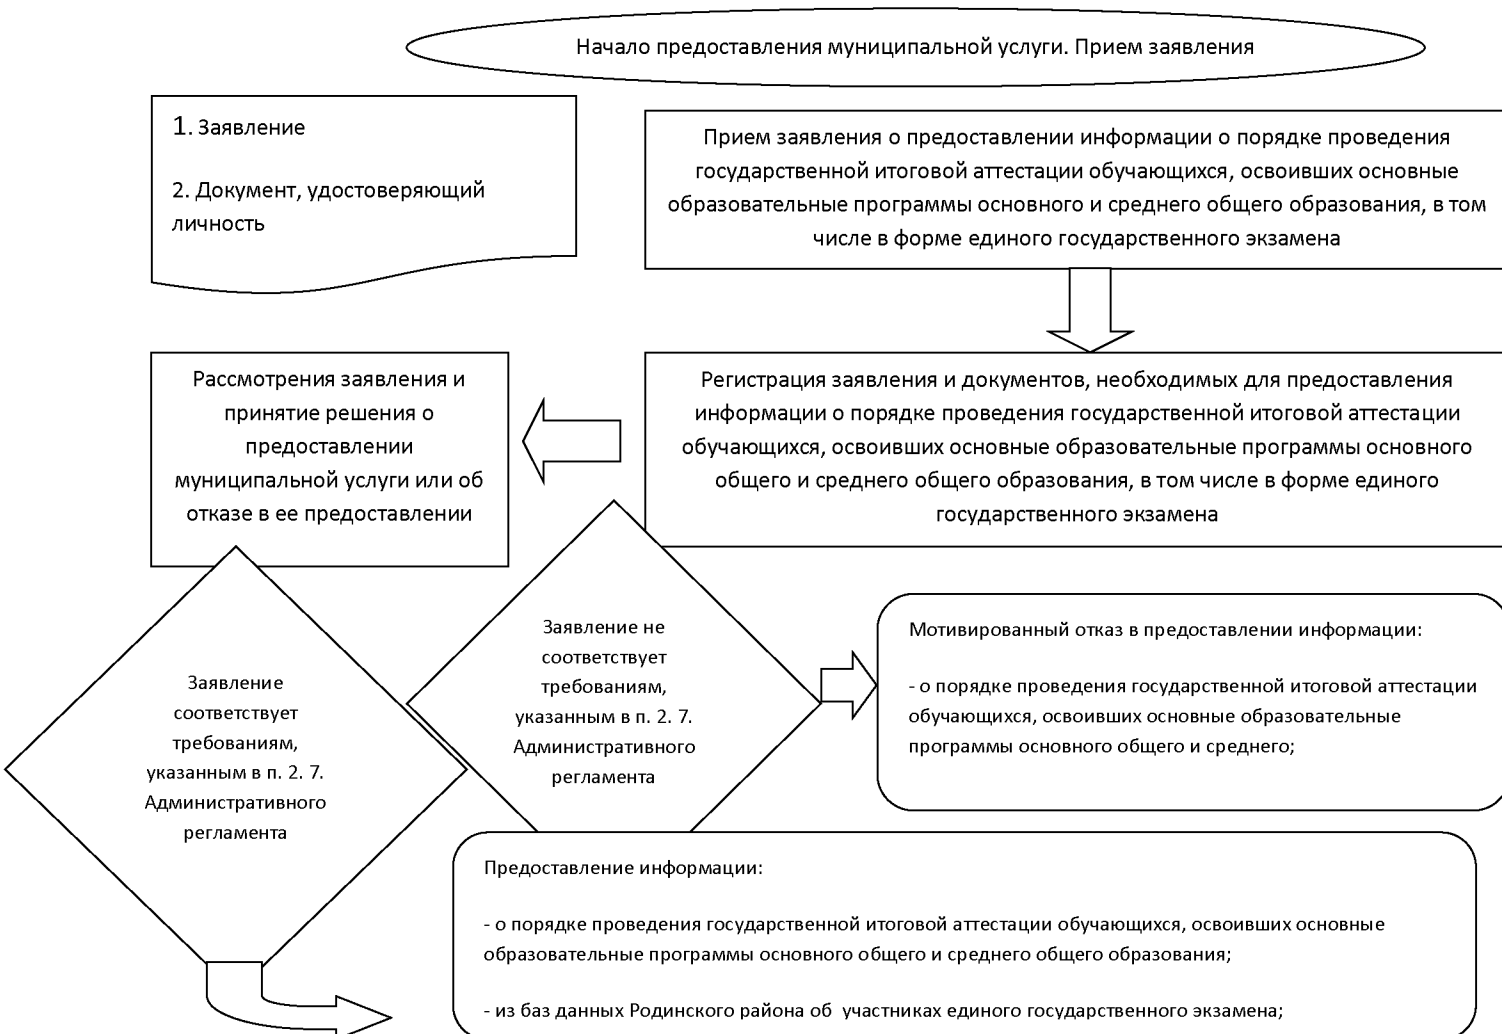 Начало предоставления муниципальной услуги. Прием заявления
1. Заявление
2. Документ, удостоверяющий
личность
Прием заявления о предоставлении информации о порядке проведения
государственной итоговой аттестации обучающихся, освоивших основные
образовательные программы основного и среднего общего образования, в том
числе в форме единого государственного экзамена
Рассмотрения заявления и
принятие решения о
предоставлении
муниципальной услуги или об
отказе в ее предоставлении
Регистрация заявления и документов, необходимых для предоставления
информации о порядке проведения государственной итоговой аттестации
обучающихся, освоивших основные образовательные программы основного
общего и среднего общего образования, в том числе в форме единого
государственного экзамена
Заявление
соответствует
требованиям,
указанным в п. 2. 7.
Административного
регламента
Заявление не
соответствует
требованиям,
указанным в п. 2. 7.
Административного
регламента
Мотивированный отказ в предоставлении информации:
- о порядке проведения государственной итоговой аттестации
обучающихся, освоивших основные образовательные
программы основного общего и среднего;
Предоставление информации:
- о порядке проведения государственной итоговой аттестации обучающихся, освоивших основные
образовательные программы основного общего и среднего общего образования;
- из баз данных Родинского района об участниках единого государственного экзамена;